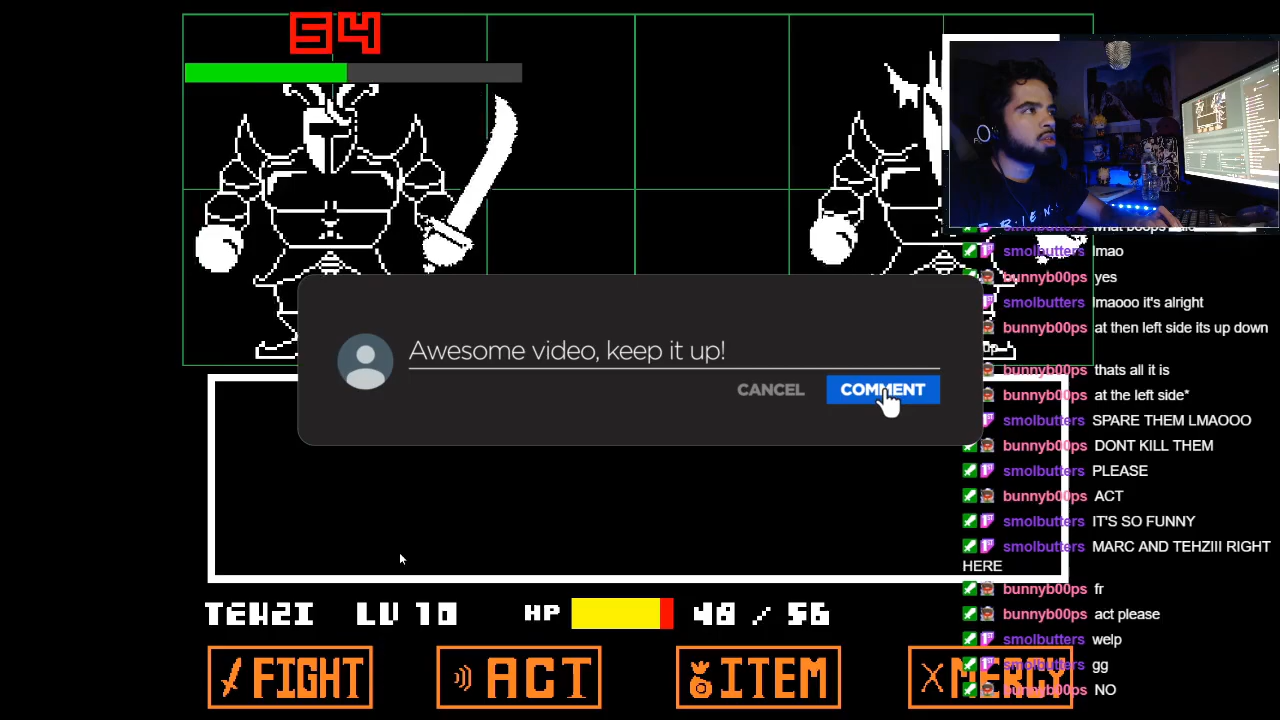 54
lmao
yes
lmaooo it's alright
at then left side its up down
up
thats all it is
at the left side*
SPARE THEM LMAOOO
DONT KILL THEM
PLEASE
ACT
IT'S SO FUNNY
MARC AND TEHZIII RIGHT
HERE
fr
act please
welp
gg
NO
smolbutters
bunnyb00ps
smolbutters
bunnyb00ps
bunnyb00ps
bunnyb00ps
smolbutters
bunnyb00ps
smolbutters
bunnyb00ps
smolbutters
smolbutters
bunnyb00ps
bunnyb00ps
smolbutters
smolbutters
bunnyb00ps
Awesome video, keep it up!
CANCEL COMMENT
TEHZI LV 10 HP 48 / 56
FIGHT ACT ITEM MERCY